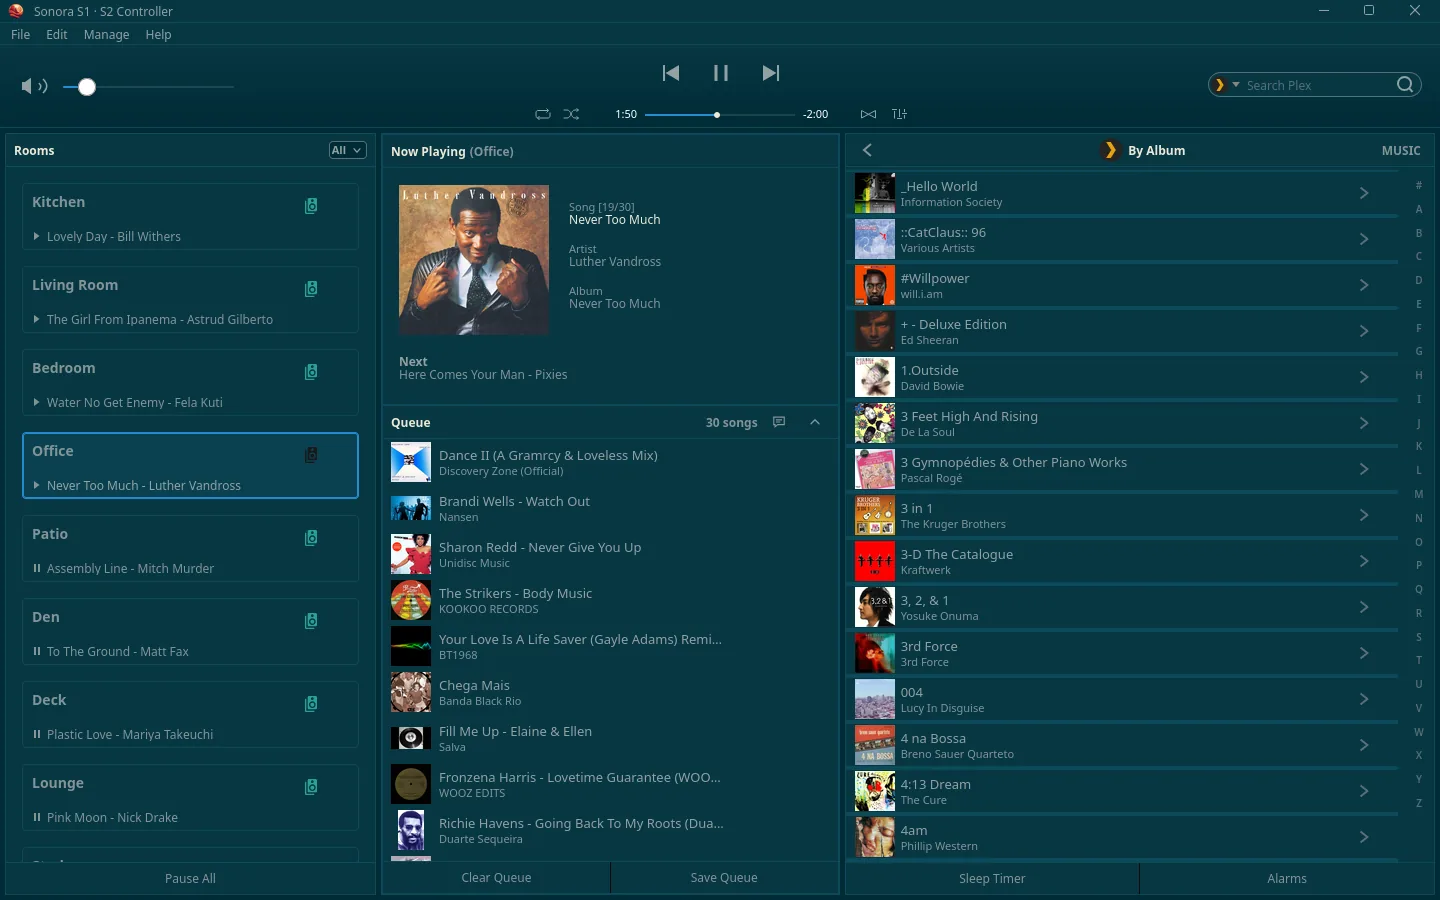 Sonora S1 · S2 Controller
File Edit Manage Help
Search Plex
1:50 -2:00
Rooms All
Kitchen
Lovely Day - Bill Withers
Living Room
The Girl From Ipanema - Astrud Gilberto
Bedroom
Water No Get Enemy - Fela Kuti
Office
Never Too Much - Luther Vandross
Patio
Assembly Line - Mitch Murder
Den
To The Ground - Matt Fax
Deck
Plastic Love - Mariya Takeuchi
Lounge
Pink Moon - Nick Drake
Pause All
Now Playing (Office)
Luther Vandross
Song [19/30]
Never Too Much
Artist
Luther Vandross
Album
Never Too Much
Next
Here Comes Your Man - Pixies
Queue 30 songs
Dance II (A Gramrcy & Loveless Mix)
Discovery Zone (Official)
Brandi Wells - Watch Out
Nansen
Sharon Redd - Never Give You Up
Unidisc Music
The Strikers - Body Music
KOOKOO RECORDS
Your Love Is A Life Saver (Gayle Adams) Remi...
BT1968
Chega Mais
Banda Black Rio
Fill Me Up - Elaine & Ellen
Salva
Fronzena Harris - Lovetime Guarantee (WOO...
WOOZ EDITS
Richie Havens - Going Back To My Roots (Dua...
Duarte Sequeira
Clear Queue Save Queue
By Album MUSIC
_Hello World
Information Society
::CatClaus:: 96
Various Artists
#Willpower
will.i.am
+ - Deluxe Edition
Ed Sheeran
1.Outside
David Bowie
3 Feet High And Rising
De La Soul
3 Gymnopédies & Other Piano Works
Pascal Rogé
KRUGER
BROTHERS
3 in 1
The Kruger Brothers
3-D The Catalogue
Kraftwerk
3,2&1
3, 2, & 1
Yosuke Onuma
3rd Force
3rd Force
004
Lucy In Disguise
4 NA BOSSA
4 na Bossa
Breno Sauer Quarteto
4:13 Dream
The Cure
4am
Phillip Western
#
A
B
C
D
E
F
G
H
I
J
K
L
M
N
O
P
Q
R
S
T
U
V
W
X
Y
Z
Sleep Timer Alarms